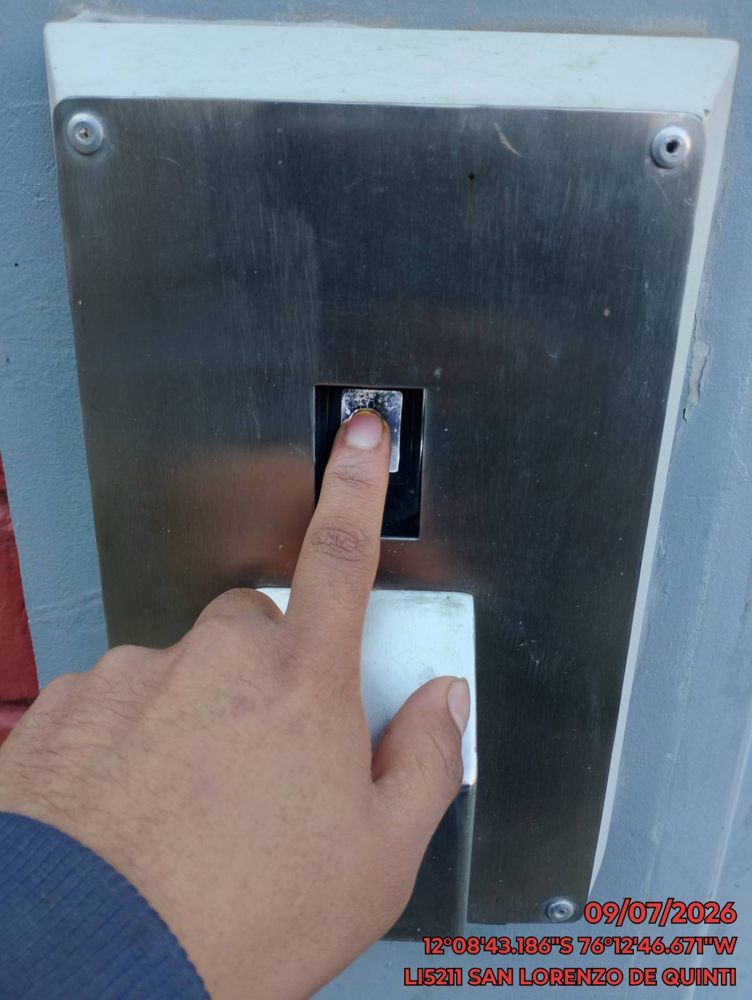 09/07/2026
12°08'43.186"S 76°12'46.671"W
LI5211 SAN LORENZO DE QUINTI